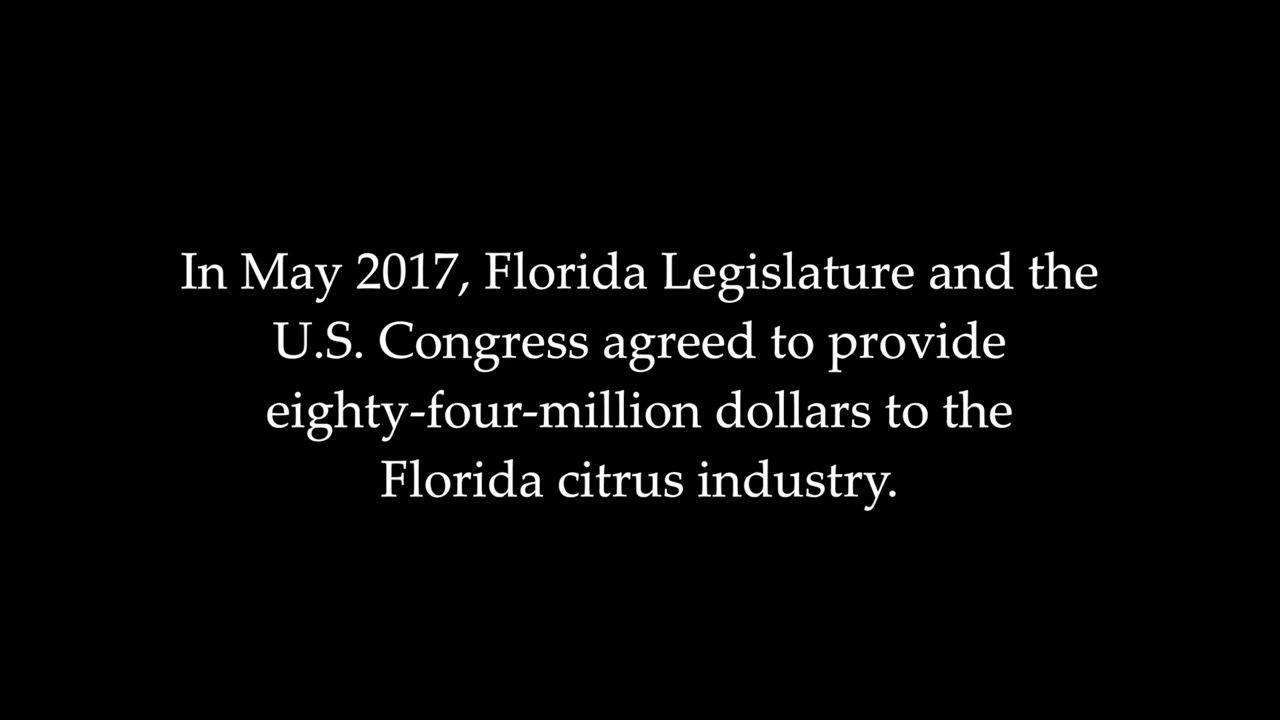 In May 2017, Florida Legislature and the
U.S. Congress agreed to provide
eighty-four-million dollars to the
Florida citrus industry.